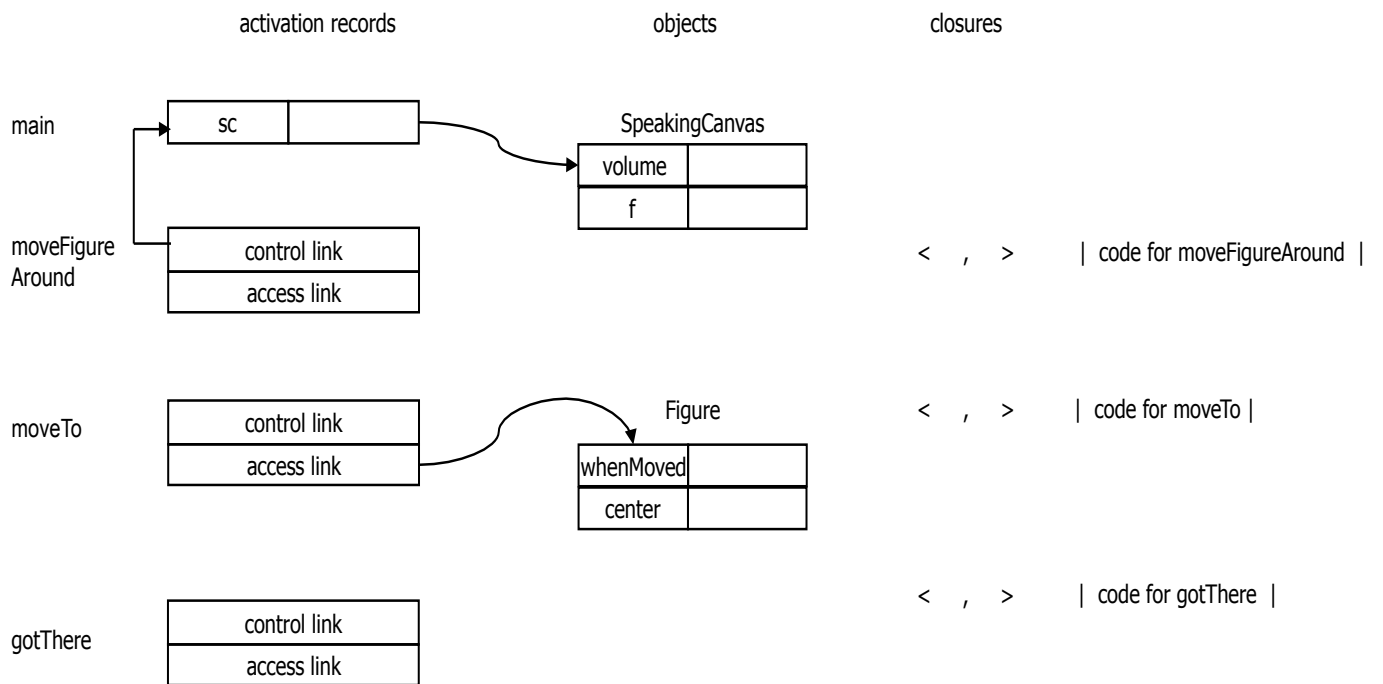 activation records objects closures
main
sc
SpeakingCanvas
volume
f
moveFigure
Around
control link
access link
< , > | code for moveFigureAround |
moveTo
control link
access link
Figure
whenMoved
center
< , > | code for moveTo |
gotThere
control link
access link
< , > | code for gotThere |